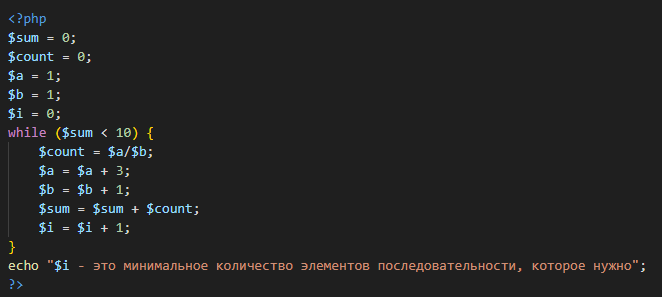 <?php
$sum = 0;
$count = 0;
$a = 1;
$b = 1;
$i = 0;
while ($sum < 10) {
    $count = $a/$b;
    $a = $a + 3;
    $b = $b + 1;
    $sum = $sum + $count;
    $i = $i + 1;
}
echo "$i - это минимальное количество элементов последовательности, которое нужно";
?>